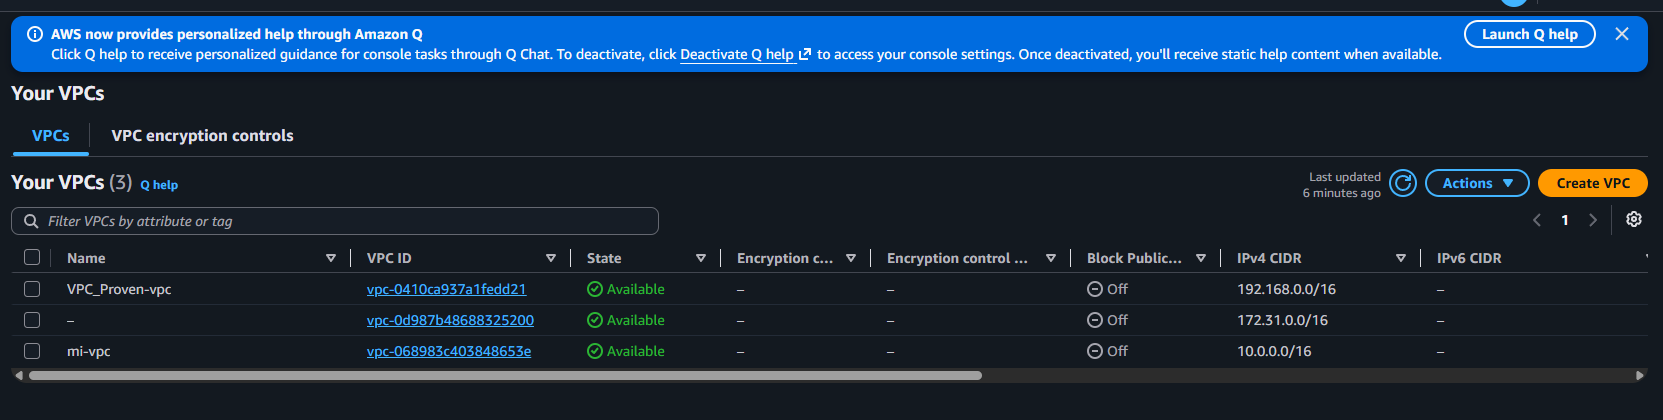 AWS now provides personalized help through Amazon Q
Launch Q help
Click Q help to receive personalized guidance for console tasks through Q Chat. To deactivate, click Deactivate Q help to access your console settings. Once deactivated, you'll receive static help content when available.
Your VPCs
VPCs VPC encryption controls
Your VPCs (3) Q help
Last updated
6 minutes ago
Actions Create VPC
Filter VPCs by attribute or tag
1
Name VPC ID State Encryption c... Encryption control ... Block Public... IPv4 CIDR IPv6 CIDR
VPC_Proven-vpc vpc-0410ca937a1fedd21 Available – – Off 192.168.0.0/16 –
– vpc-0d987b48688325200 Available – – Off 172.31.0.0/16 –
mi-vpc vpc-068983c403848653e Available – – Off 10.0.0.0/16 –